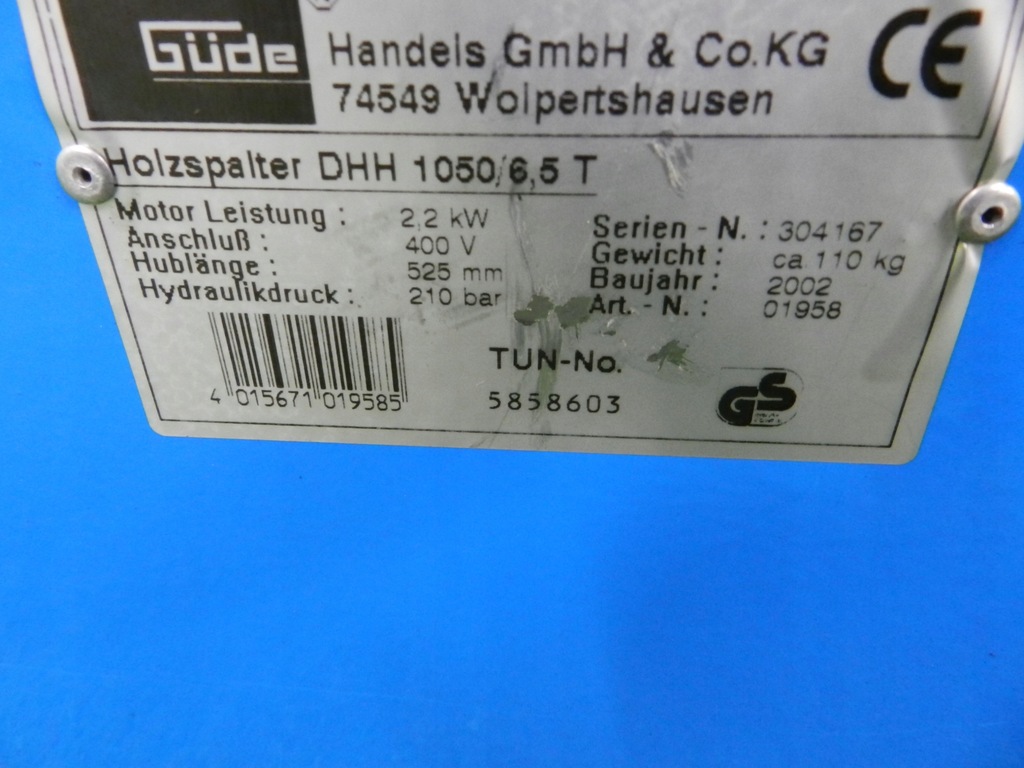 Güde Handels GmbH & Co.KG CE
74549 Wolpertshausen
Holzspalter DHH 1050/6,5 T
Motor Leistung : 2,2 kW
Anschluß : 400 V
Hublänge : 525 mm
Hydraulikdruck : 210 bar
Serien - N. : 304167
Gewicht : ca 110 kg
Baujahr : 2002
Art. - N. : 01958
4 015671 019585
TUN-No.
5858603
GS